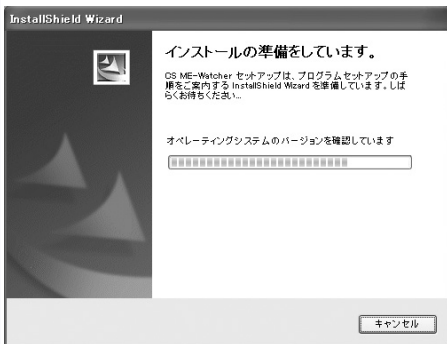 InstallShield Wizard
インストールの準備をしています。
CS ME-Watcher セットアップは、プログラム セットアップの手
順をご案内する InstallShield Wizard を準備しています。しば
らくお待ちください...
オペレーティング システムのバージョンを確認しています
キャンセル